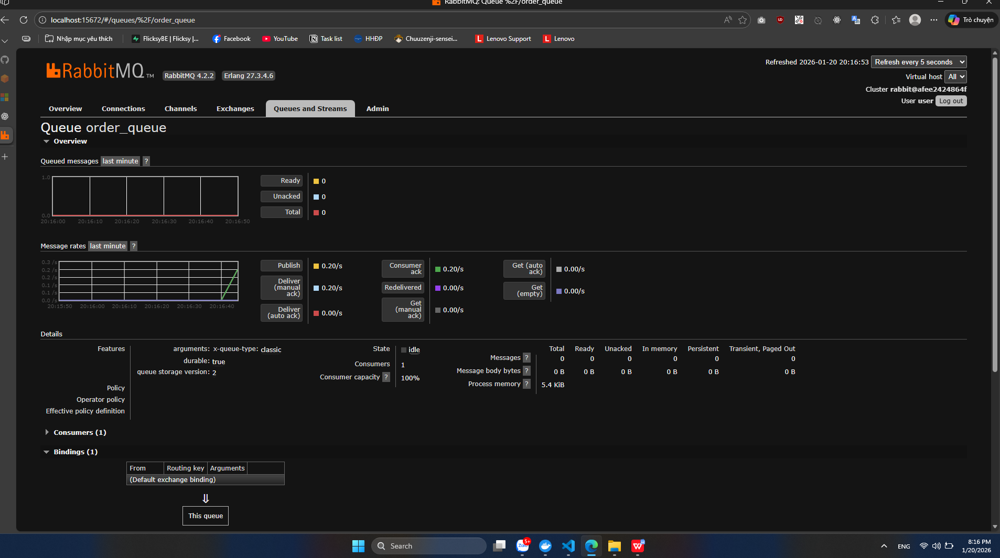 RabbitMQ: Queue %2F/order_queue
localhost:15672/#/queues/%2F/order_queue
Trò chuyện
Nhập mục yêu thích
FlicksyBE | Flicksy |...
Facebook
YouTube
Task list
HHĐP
Chuuzenji-sensei...
Lenovo Support
Lenovo
RabbitMQ TM
RabbitMQ 4.2.2
Erlang 27.3.4.6
Refreshed 2026-01-20 20:16:53 Refresh every 5 seconds
Virtual host All
Cluster rabbit@afee2424864f
User user Log out
Overview Connections Channels Exchanges Queues and Streams Admin
Queue order_queue
Overview
Queued messages last minute ?
1.0
0.0
20:16:00 20:16:10 20:16:20 20:16:30 20:16:40 20:16:50
Ready 0
Unacked 0
Total 0
Message rates last minute ?
0.3 /s
0.2 /s
0.2 /s
0.1 /s
0.1 /s
0.0 /s
20:15:50 20:16:00 20:16:10 20:16:20 20:16:30 20:16:40
Publish 0.20/s
Deliver (manual ack) 0.20/s
Deliver (auto ack) 0.00/s
Consumer ack 0.20/s
Redelivered 0.00/s
Get (manual ack) 0.00/s
Get (auto ack) 0.00/s
Get (empty) 0.00/s
Details
Features
arguments: x-queue-type: classic
durable: true
queue storage version: 2
Policy
Operator policy
Effective policy definition
State idle
Consumers 1
Consumer capacity ? 100%
Total Ready Unacked In memory Persistent Transient, Paged Out
Messages ? 0 0 0 0 0 0
Message body bytes ? 0 B 0 B 0 B 0 B 0 B 0 B
Process memory ? 5.4 KiB
Consumers (1)
Bindings (1)
From Routing key Arguments
(Default exchange binding)
⇓
This queue
Search
5+
Zalo
ENG
8:16 PM
1/20/2026